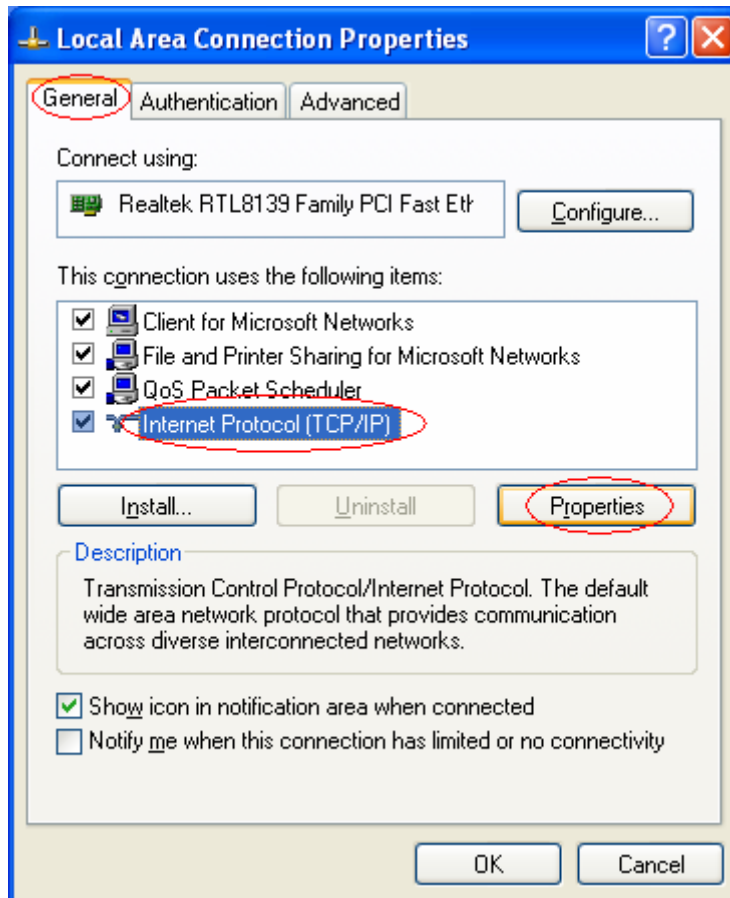 Local Area Connection Properties
General Authentication Advanced
Connect using:
Realtek RTL8139 Family PCI Fast Eth
Configure...
This connection uses the following items:
Client for Microsoft Networks
File and Printer Sharing for Microsoft Networks
QoS Packet Scheduler
Internet Protocol (TCP/IP)
Install... Uninstall Properties
Description
Transmission Control Protocol/Internet Protocol. The default
wide area network protocol that provides communication
across diverse interconnected networks.
Show icon in notification area when connected
Notify me when this connection has limited or no connectivity
OK Cancel